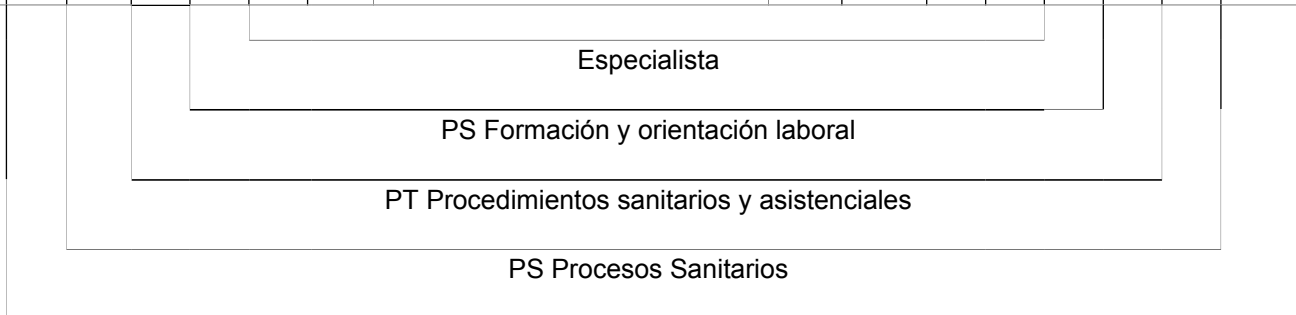 Especialista
PS Formación y orientación laboral
PT Procedimientos sanitarios y asistenciales
PS Procesos Sanitarios